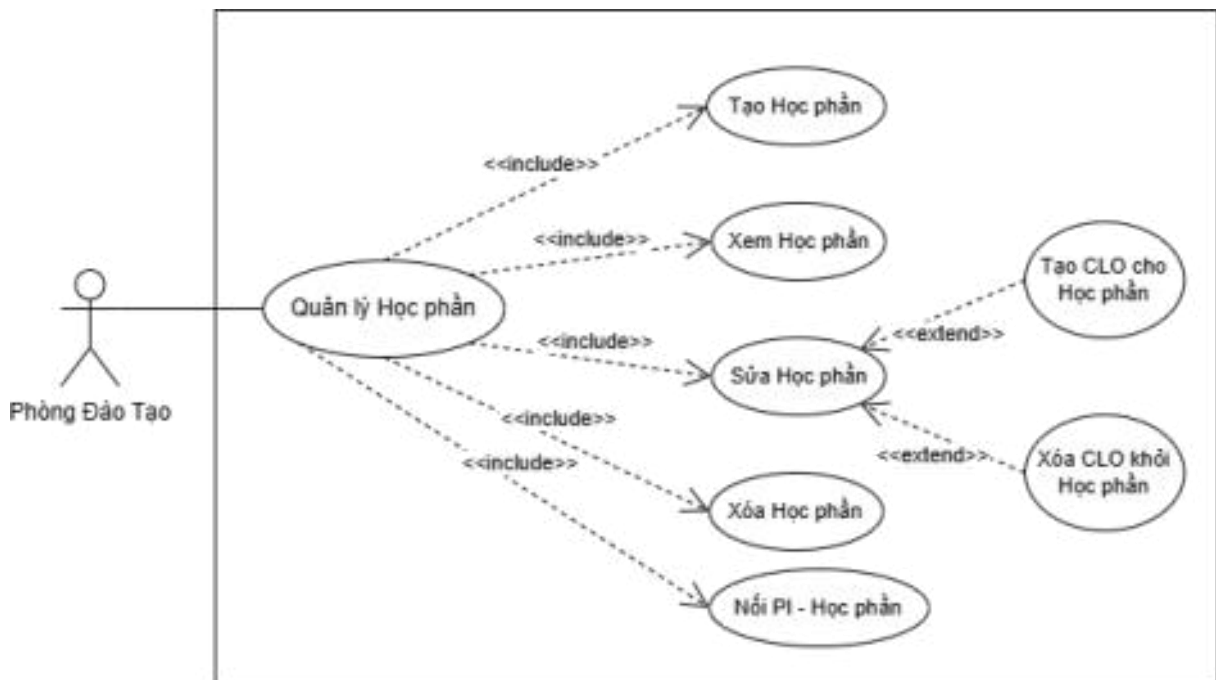 Tạo Học phần
<<include>>
<<include>>
Xem Học phần
Tạo CLO cho
Học phần
Quản lý Học phần
<<include>>
<<extend>>
Sửa Học phần
Phòng Đào Tạo
<<include>>
<<include>>
<<extend>>
Xóa CLO khỏi
Học phần
Xóa Học phần
Nối PI - Học phần